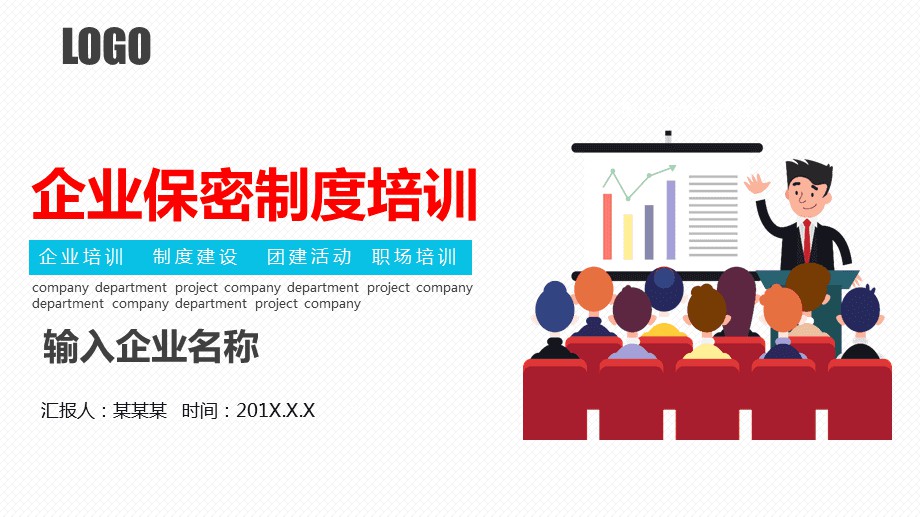 LOGO
企业保密制度培训
企业培训 制度建设 团建活动 职场培训
company department project company department project company
department company department project company
输入企业名称
汇报人：某某某 时间：201X.X.X